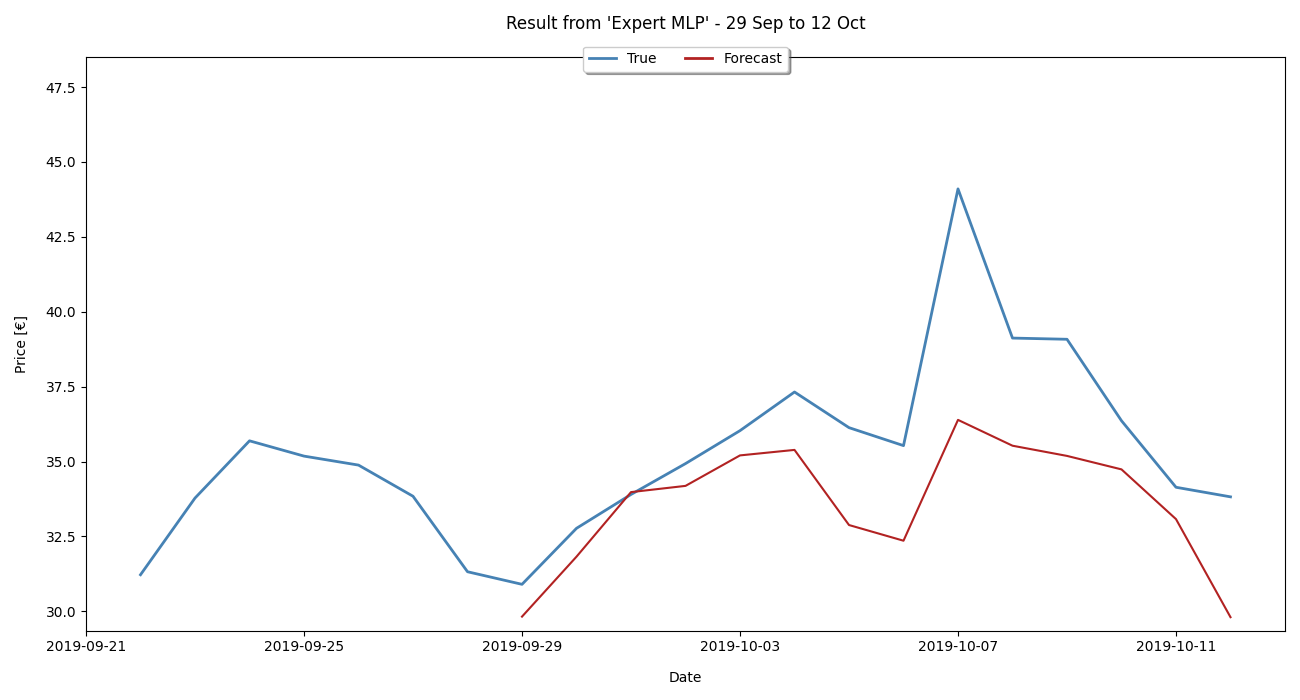 Result from 'Expert MLP' - 29 Sep to 12 Oct
True Forecast
47.5
45.0
42.5
40.0
37.5
35.0
32.5
30.0
Price [€]
2019-09-21 2019-09-25 2019-09-29 2019-10-03 2019-10-07 2019-10-11
Date